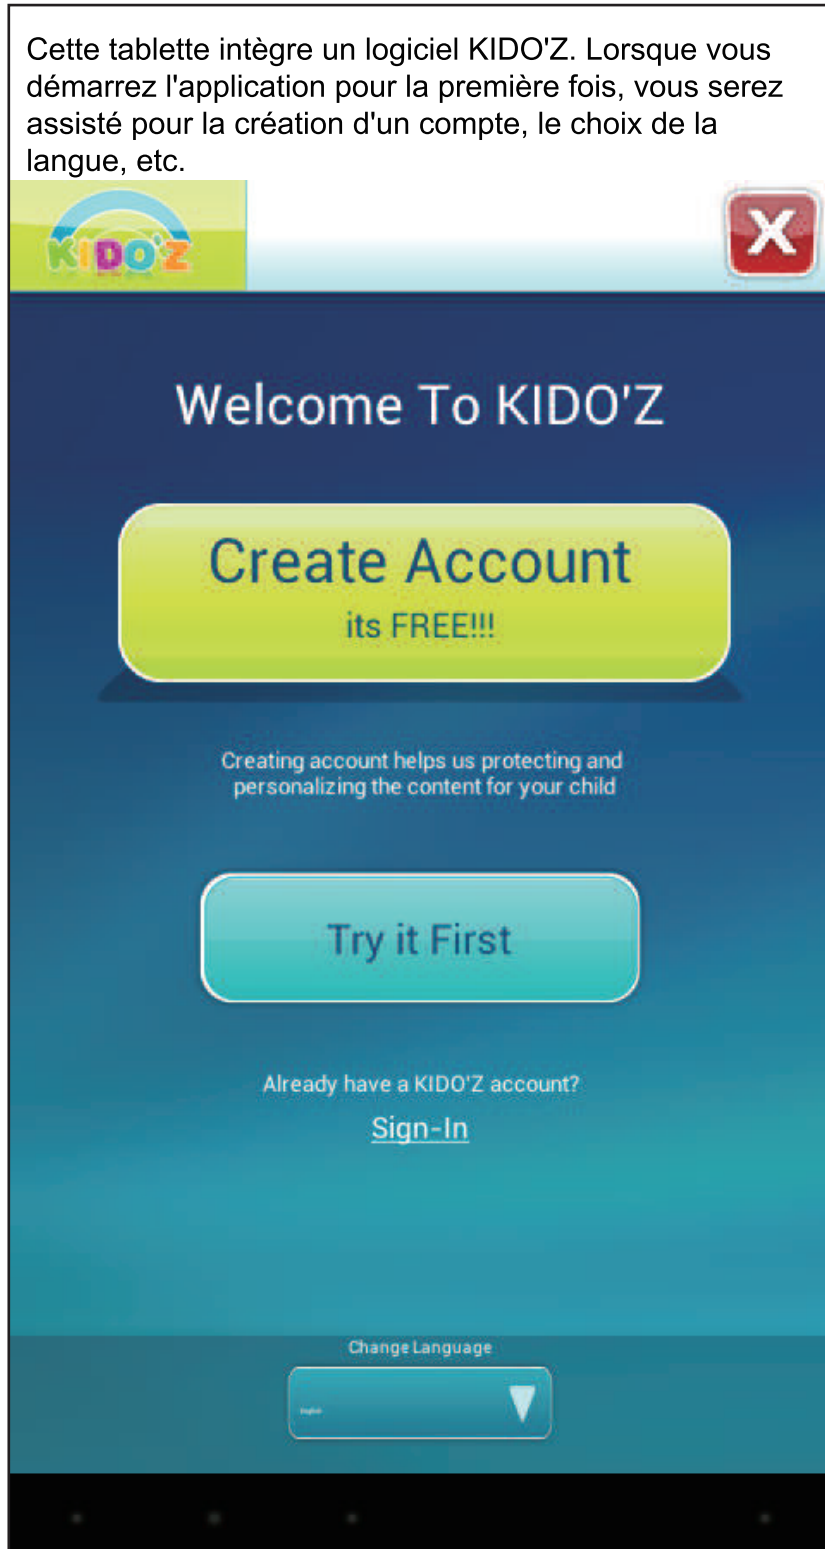 Cette tablette intègre un logiciel KIDO'Z. Lorsque vous
démarrez l'application pour la première fois, vous serez
assisté pour la création d'un compte, le choix de la
langue, etc.
KIDO'Z
X
Welcome To KIDO'Z
Create Account
its FREE!!!
Creating account helps us protecting and
personalizing the content for your child
Try it First
Already have a KIDO'Z account?
Sign-In
Change Language
English